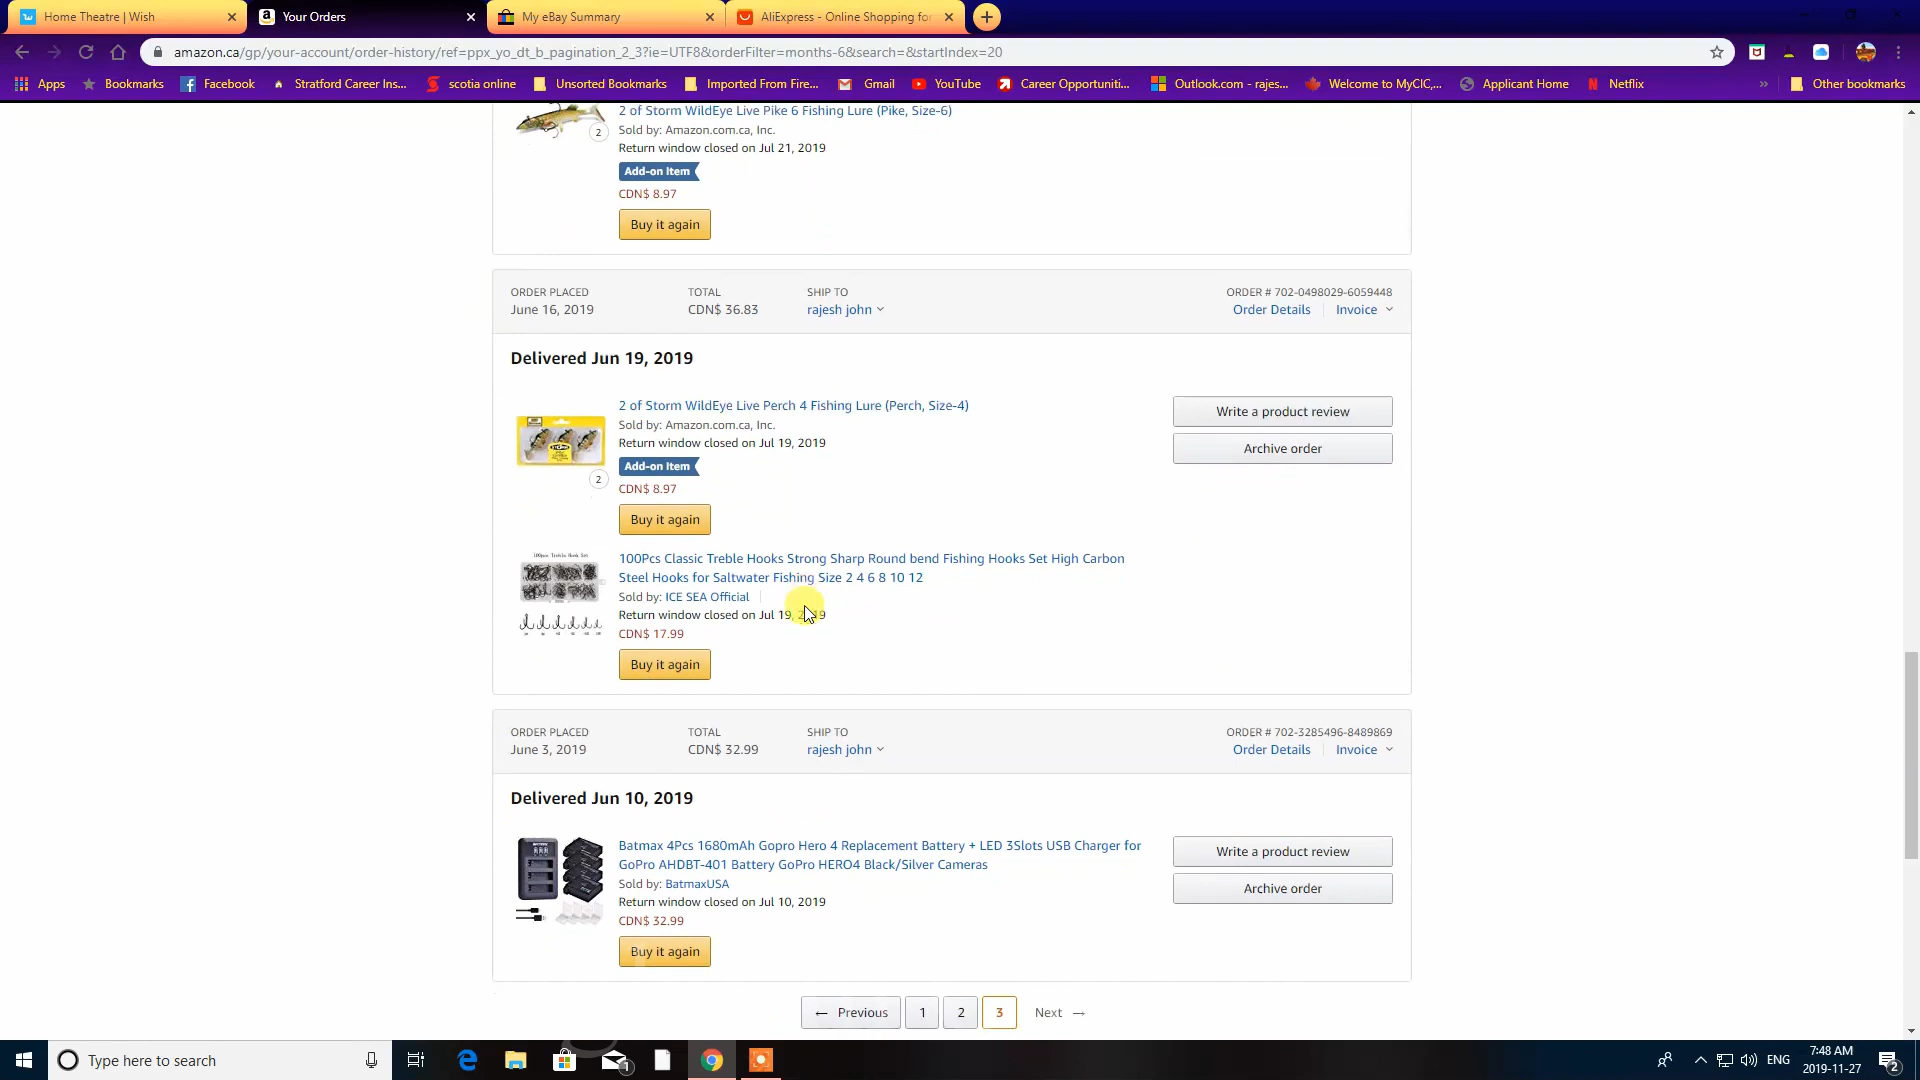 Home Theatre | Wish
Your Orders
My eBay Summary
AliExpress - Online Shopping for
amazon.ca/gp/your-account/order-history/ref=ppx_yo_dt_b_pagination_2_3?ie=UTF8&orderFilter=months-6&search=&startIndex=20
Apps
Bookmarks
Facebook
Stratford Career Ins...
scotia online
Unsorted Bookmarks
Imported From Fire...
Gmail
YouTube
Career Opportuniti...
Outlook.com - rajes...
Welcome to MyCIC,...
Applicant Home
Netflix
»
Other bookmarks
2 of Storm WildEye Live Pike 6 Fishing Lure (Pike, Size-6)
2
Sold by: Amazon.com.ca, Inc.
Return window closed on Jul 21, 2019
Add-on Item
CDN$ 8.97
Buy it again
ORDER PLACED
June 16, 2019
TOTAL
CDN$ 36.83
SHIP TO
rajesh john
ORDER # 702-0498029-6059448
Order Details
Invoice
Delivered Jun 19, 2019
2 of Storm WildEye Live Perch 4 Fishing Lure (Perch, Size-4)
Sold by: Amazon.com.ca, Inc.
Return window closed on Jul 19, 2019
Add-on Item
2
CDN$ 8.97
Buy it again
Write a product review
Archive order
100pcs Treble Hook Set
100Pcs Classic Treble Hooks Strong Sharp Round bend Fishing Hooks Set High Carbon
Steel Hooks for Saltwater Fishing Size 2 4 6 8 10 12
Sold by: ICE SEA Official
Return window closed on Jul 19, 2019
CDN$ 17.99
Buy it again
ORDER PLACED
June 3, 2019
TOTAL
CDN$ 32.99
SHIP TO
rajesh john
ORDER # 702-3285496-8489869
Order Details
Invoice
Delivered Jun 10, 2019
Batmax 4Pcs 1680mAh Gopro Hero 4 Replacement Battery + LED 3Slots USB Charger for
GoPro AHDBT-401 Battery GoPro HERO4 Black/Silver Cameras
Sold by: BatmaxUSA
Return window closed on Jul 10, 2019
CDN$ 32.99
Buy it again
Write a product review
Archive order
← Previous
1
2
3
Next →
Type here to search
1
ENG
7:48 AM
2019-11-27
2